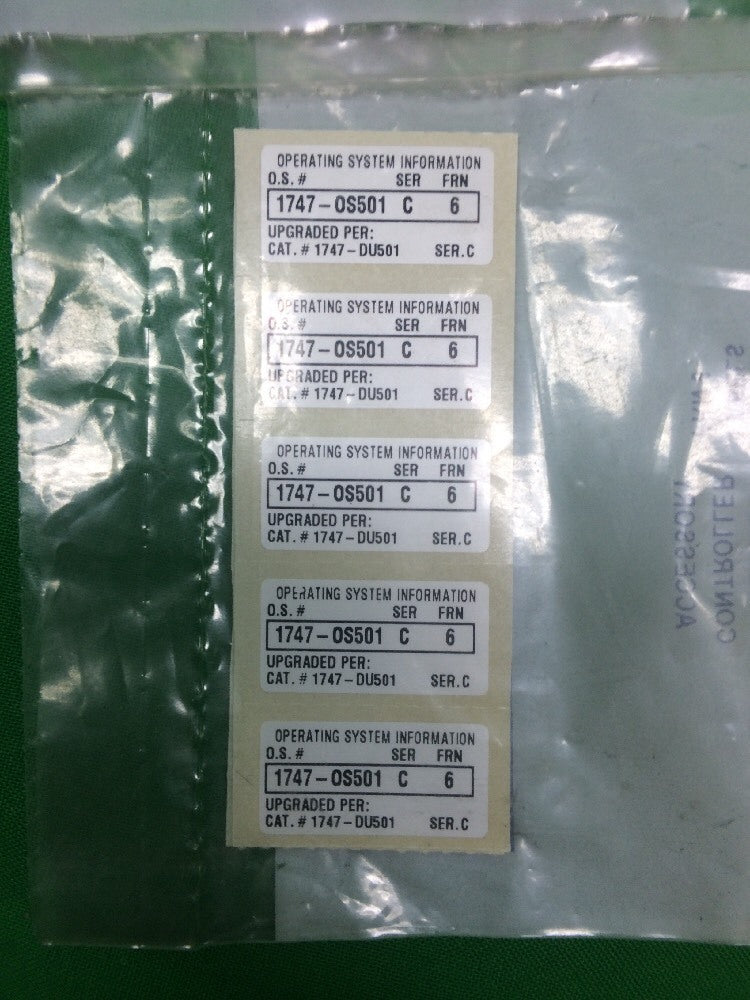 OPERATING SYSTEM INFORMATION
O.S. # SER FRN
1747-OS501 C 6
UPGRADED PER:
CAT. # 1747-DU501 SER.C
OPERATING SYSTEM INFORMATION
O.S. # SER FRN
1747-OS501 C 6
UPGRADED PER:
CAT. # 1747-DU501 SER.C
OPERATING SYSTEM INFORMATION
O.S. # SER FRN
1747-OS501 C 6
UPGRADED PER:
CAT. # 1747-DU501 SER.C
OPERATING SYSTEM INFORMATION
O.S. # SER FRN
1747-OS501 C 6
UPGRADED PER:
CAT. # 1747-DU501 SER.C
OPERATING SYSTEM INFORMATION
O.S. # SER FRN
1747-OS501 C 6
UPGRADED PER:
CAT. # 1747-DU501 SER.C
CONTROLLER
ACCESSORY